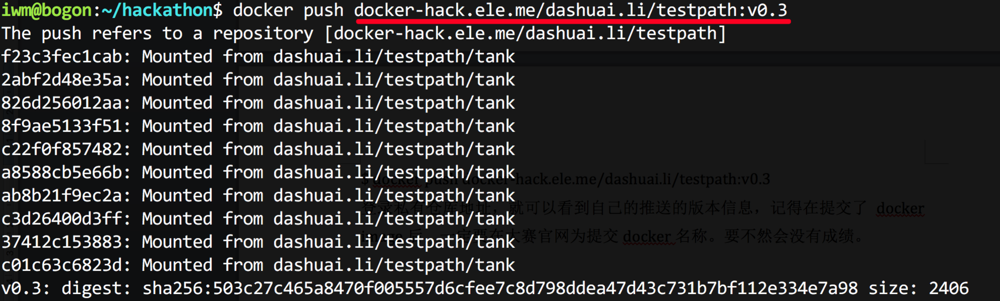 iwm@bogon:~/hackathon$ docker push docker-hack.ele.me/dashuai.li/testpath:v0.3
The push refers to a repository [docker-hack.ele.me/dashuai.li/testpath]
f23c3fec1cab: Mounted from dashuai.li/testpath/tank
2abf2d48e35a: Mounted from dashuai.li/testpath/tank
826d256012aa: Mounted from dashuai.li/testpath/tank
8f9ae5133f51: Mounted from dashuai.li/testpath/tank
c22f0f857482: Mounted from dashuai.li/testpath/tank
a8588cb5e66b: Mounted from dashuai.li/testpath/tank
$ docker push docker-hack.ele.me/dashuai.li/testpath:v0.3
ab8b21f9ec2a: Mounted from dashuai.li/testpath/tank
登录私有仓库地址，就可以看到自己的推送的版本信息，记得在提交了 docker
c3d26400d3ff: Mounted from dashuai.li/testpath/tank
image 后，一定要在大赛官网为提交 docker 名称。要不然会没有成绩。
37412c153883: Mounted from dashuai.li/testpath/tank
c01c63c6823d: Mounted from dashuai.li/testpath/tank
v0.3: digest: sha256:503c27c465a8470f005557d6cfee7c8d798ddea47d43c731b7bf112e334e7a98 size: 2406